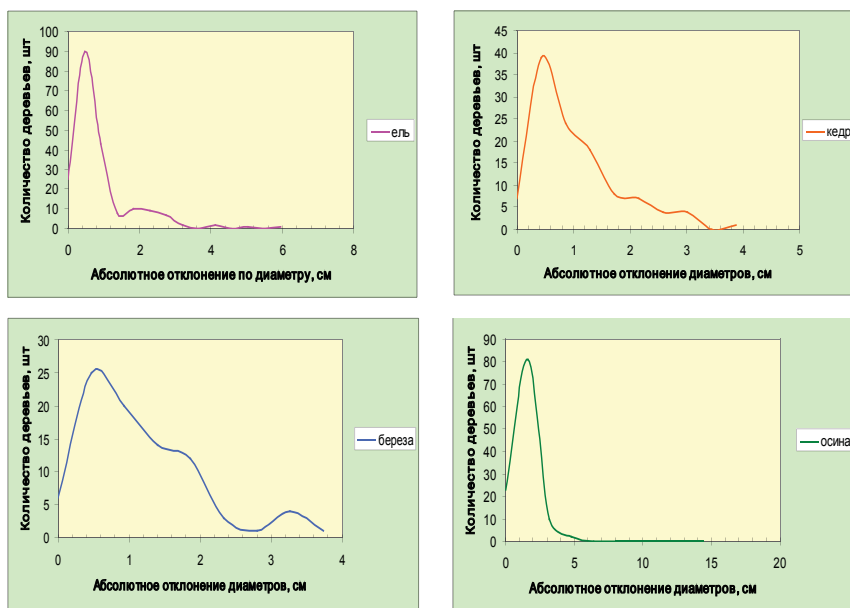 Количество деревьев, шт
100
90
80
70
60
50
40
30
20
10
0
0 2 4 6 8
Абсолютное отклонение по диаметру, см
ель
Количество деревьев, шт
45
40
35
30
25
20
15
10
5
0
0 1 2 3 4 5
Абсолютное отклонение диаметров, см
кедр
Количество деревьев, шт
30
25
20
15
10
5
0
0 1 2 3 4
Абсолютное отклонение диаметров, см
береза
Количество деревьев, шт
90
80
70
60
50
40
30
20
10
0
0 5 10 15 20
Абсолютное отклонение диаметров, см
осина